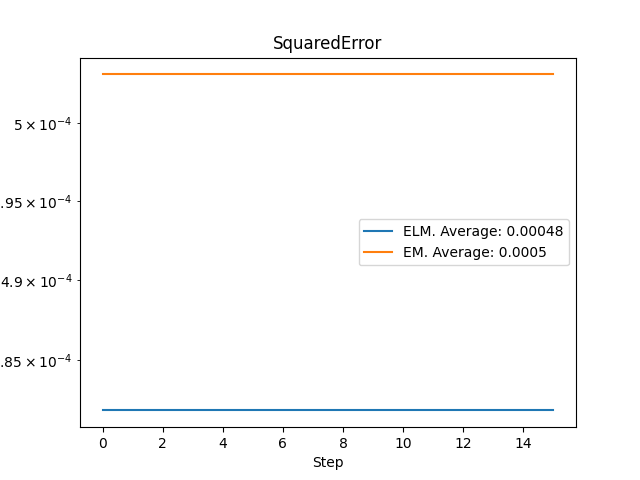 SquaredError
5 × 10⁻⁴
.95 × 10⁻⁴
4.9 × 10⁻⁴
.85 × 10⁻⁴
ELM. Average: 0.00048
EM. Average: 0.0005
0 2 4 6 8 10 12 14
Step